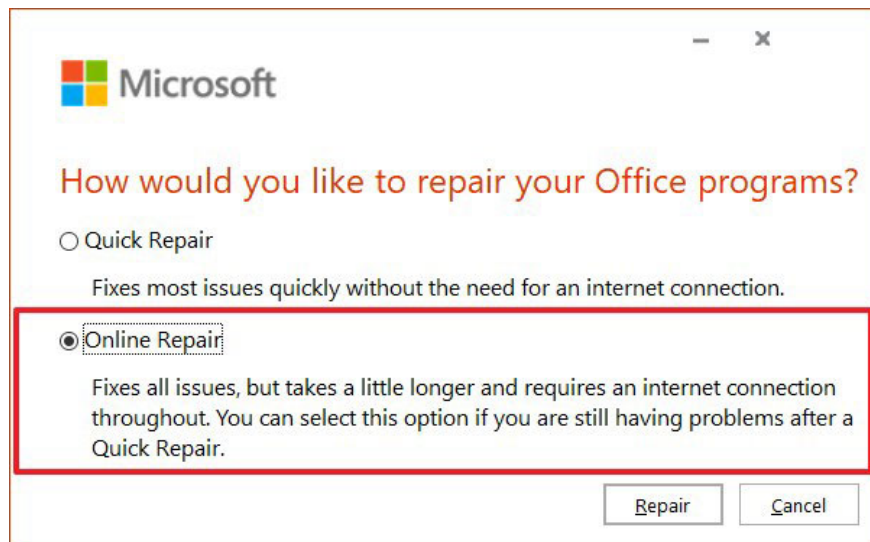 Microsoft
How would you like to repair your Office programs?
Quick Repair
Fixes most issues quickly without the need for an internet connection.
Online Repair
Fixes all issues, but takes a little longer and requires an internet connection
throughout. You can select this option if you are still having problems after a
Quick Repair.
Repair Cancel